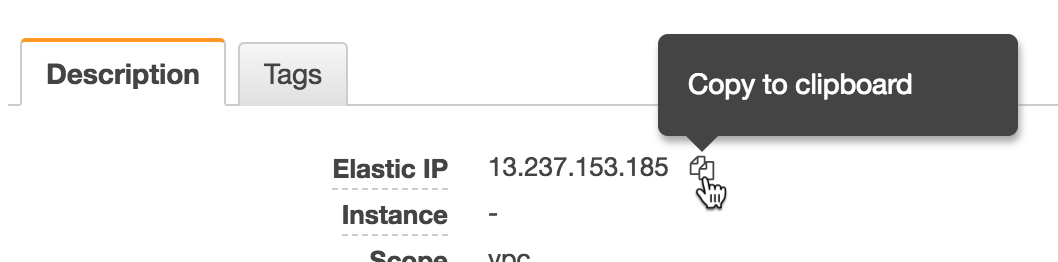 Description
Tags
Copy to clipboard
Elastic IP 13.237.153.185
Instance -
Scope vpc